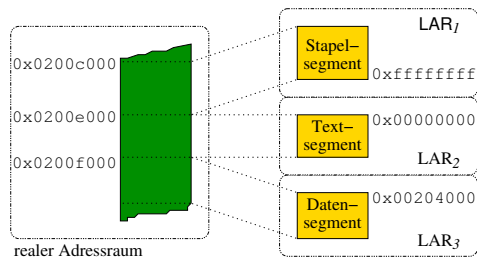 LAR1
Stapel-
segment
0xffffffff
0x0200c000
0x0200e000
0x0200f000
Text-
segment
0x00000000
LAR2
Daten-
segment
0x00204000
LAR3
realer Adressraum